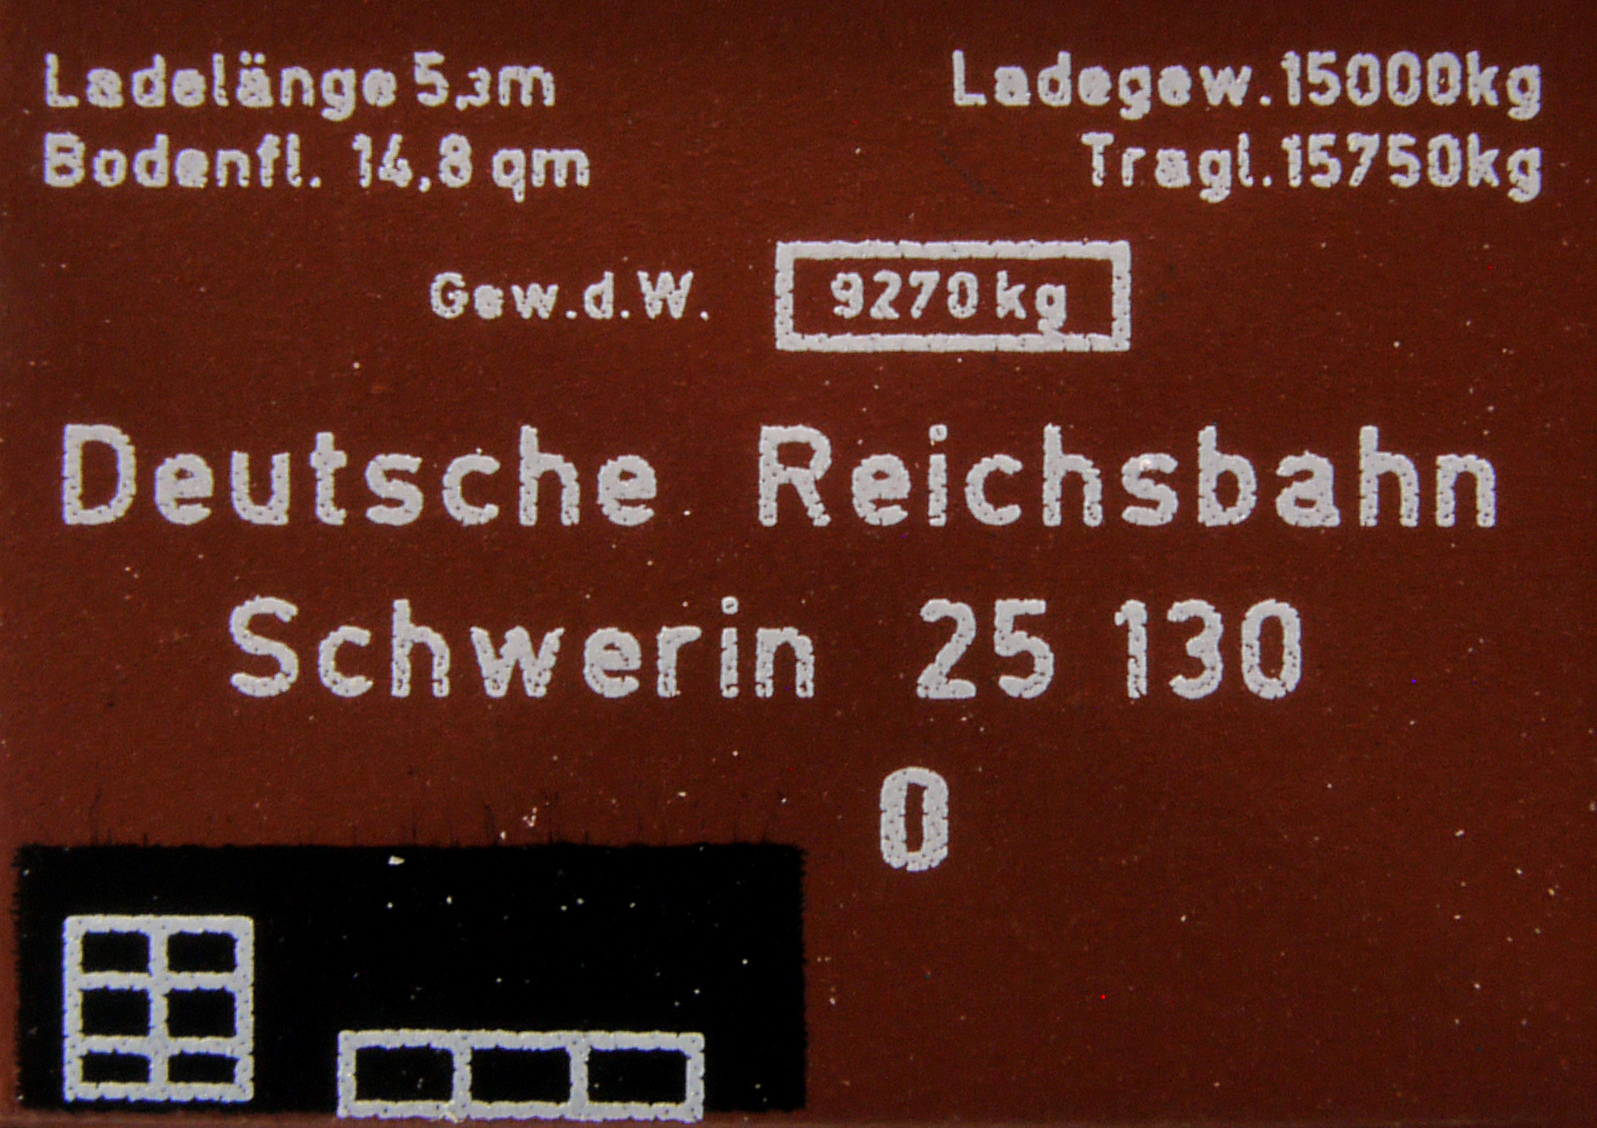 Ladelänge 5,3m
Ladegew. 15000kg
Bodenfl. 14,8 qm
Tragl. 15750kg
Gew.d.W. 9270 kg
Deutsche Reichsbahn
Schwerin 25 130
0